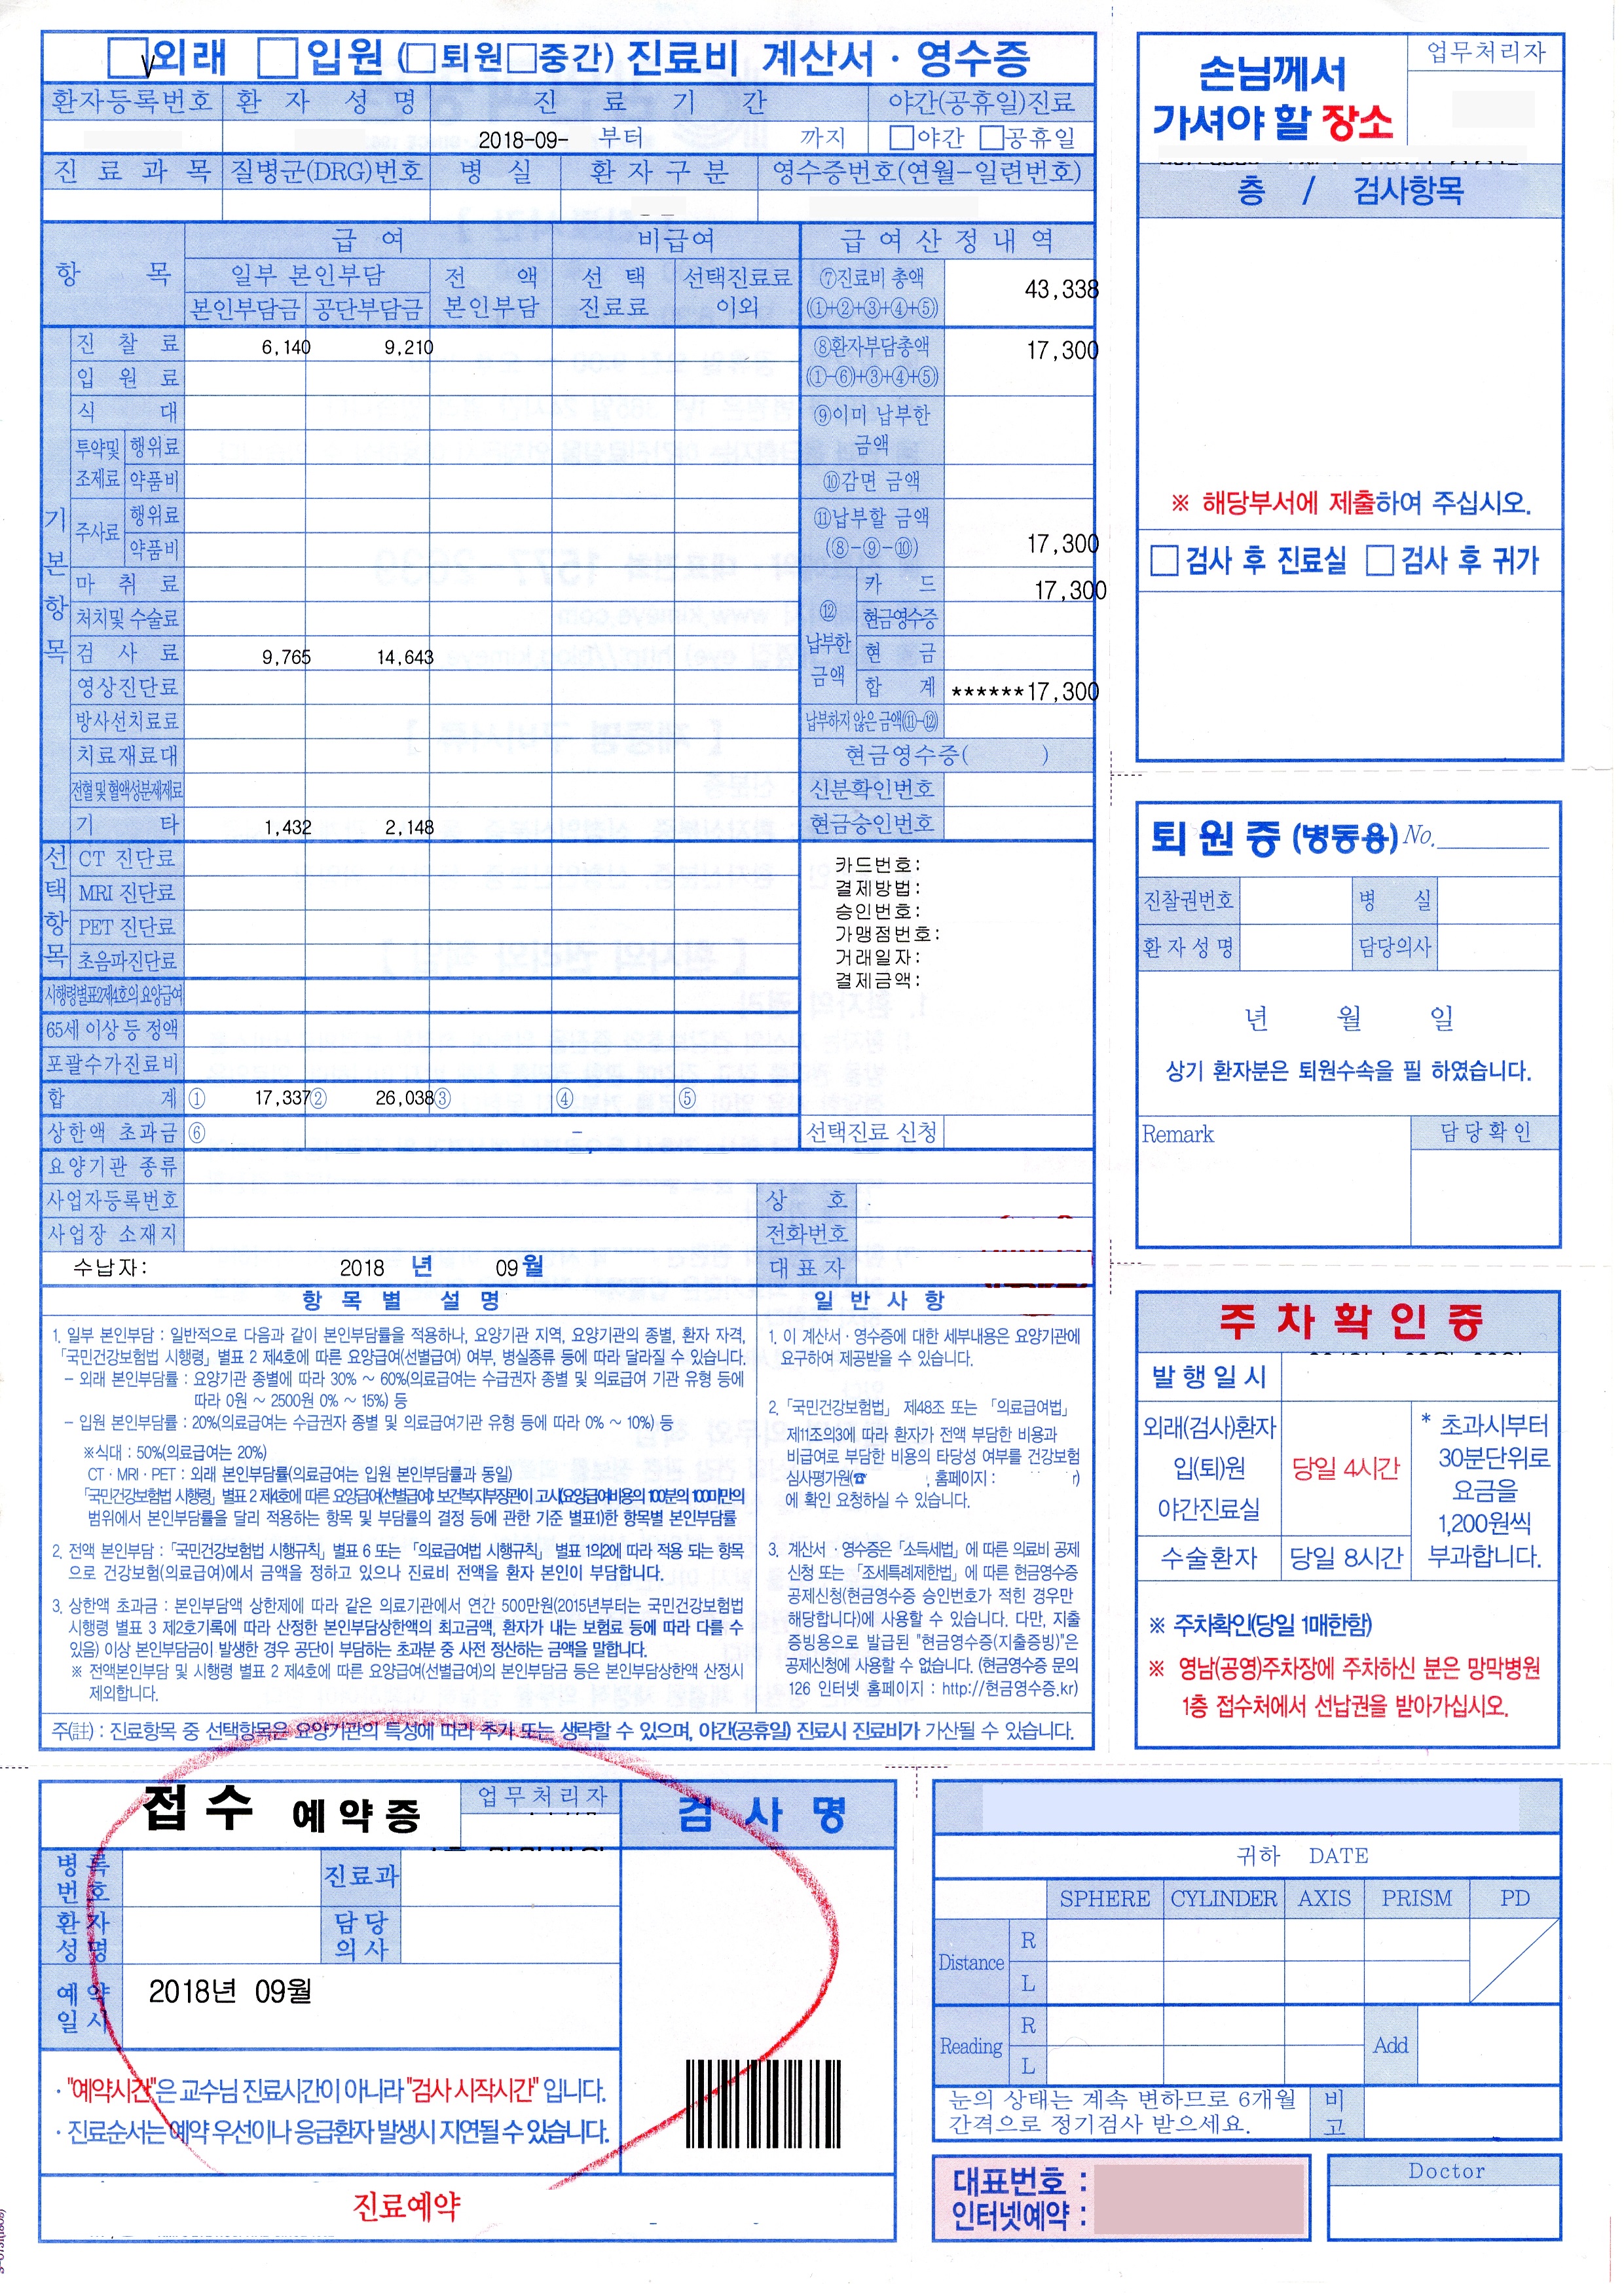 외래 입원 (퇴원 중간) 진료비 계산서 · 영수증
환자등록번호 환 자 성 명 진 료 기 간 야간(공휴일)진료
2018-09- 부터 까지 야간 공휴일
진 료 과 목 질병군(DRG)번호 병 실 환 자 구 분 영수증번호(연월-일련번호)
항 목 급 여 비급여 급 여 산 정 내 역
일부 본인부담 전 액 본인부담 선 택 진료료 선택진료료 이외
본인부담금 공단부담금
⑦진료비 총액 (①+②+③+④+⑤) 43,338
기본항목
진 찰 료 6,140 9,210
⑧환자부담총액 (①-⑥)+③+④+⑤) 17,300
입 원 료
식 대
⑨이미 납부한 금액
투약및 조제료 행위료 약품비
⑩감면 금액
주사료 행위료 약품비
⑪납부할 금액 (⑧-⑨-⑩) 17,300
마 취 료
⑫ 납부한 금액
카 드 17,300
처치및 수술료
현금영수증
검 사 료 9,765 14,643
현 금
영상진단료
합 계 ******17,300
방사선치료료
납부하지 않은 금액(⑪-⑫)
치료재료대
현금영수증( )
전혈 및 혈액성분제제료
신분확인번호
기 타 1,432 2,148
현금승인번호
선택항목
CT 진단료
MRI 진단료
PET 진단료
초음파진단료
카드번호:
결제방법:
승인번호:
가맹점번호:
거래일자:
결제금액:
시행령별표2제4호의 요양급여
65세 이상 등 정액
포괄수가진료비
합 계 ① 17,337 ② 26,038 ③ ④ ⑤
상한액 초과금 ⑥ -
선택진료 신청
요양기관 종류
사업자등록번호 상 호
사업장 소재지 전화번호
수납자: 2018 년 09 월 대 표 자
항 목 별 설 명
1. 일부 본인부담 : 일반적으로 다음과 같이 본인부담률을 적용하나, 요양기관 지역, 요양기관의 종별, 환자 자격,
「국민건강보험법 시행령」 별표 2 제4호에 따른 요양급여(선별급여) 여부, 병실종류 등에 따라 달라질 수 있습니다.
- 외래 본인부담률 : 요양기관 종별에 따라 30% ~ 60%(의료급여는 수급권자 종별 및 의료급여 기관 유형 등에
따라 0원 ~ 2500원 0% ~ 15%) 등
- 입원 본인부담률 : 20%(의료급여는 수급권자 종별 및 의료급여기관 유형 등에 따라 0% ~ 10%) 등
※식대 : 50%(의료급여는 20%)
CT · MRI · PET : 외래 본인부담률(의료급여는 입원 본인부담률과 동일)
「국민건강보험법 시행령」 별표 2 제4호에 따른 요양급여(선별급여): 보건복지부장관이 고시(요양급여비용의 100분의 100미만의
범위에서 본인부담률을 달리 적용하는 항목 및 부담률의 결정 등에 관한 기준 별표1)한 항목별 본인부담률
2. 전액 본인부담 : 「국민건강보험법 시행규칙」 별표 6 또는 「의료급여법 시행규칙」 별표 1의2에 따라 적용 되는 항목
으로 건강보험(의료급여)에서 금액을 정하고 있으나 진료비 전액을 환자 본인이 부담합니다.
3. 상한액 초과금 : 본인부담액 상한제에 따라 같은 의료기관에서 연간 500만원(2015년부터는 국민건강보험법
시행령 별표 3 제2호기록에 따라 산정한 본인부담상한액의 최고금액, 환자가 내는 보험료 등에 따라 다를 수
있음) 이상 본인부담금이 발생한 경우 공단이 부담하는 초과분 중 사전 정산하는 금액을 말합니다.
※ 전액본인부담 및 시행령 별표 2 제4호에 따른 요양급여(선별급여)의 본인부담금 등은 본인부담상한액 산정시
제외합니다.
일 반 사 항
1. 이 계산서 · 영수증에 대한 세부내용은 요양기관에
요구하여 제공받을 수 있습니다.
2. 「국민건강보험법」 제48조 또는 「의료급여법」
제11조의3에 따라 환자가 전액 부담한 비용과
비급여로 부담한 비용의 타당성 여부를 건강보험
심사평가원(☎ , 홈페이지 : )
에 확인 요청하실 수 있습니다.
3. 계산서 · 영수증은 「소득세법」에 따른 의료비 공제
신청 또는 「조세특례제한법」에 따른 현금영수증
공제신청(현금영수증 승인번호가 적힌 경우만
해당합니다)에 사용할 수 있습니다. 다만, 지출
증빙용으로 발급된 "현금영수증(지출증빙)"은
공제신청에 사용할 수 없습니다. (현금영수증 문의
126 인터넷 홈페이지 : http://현금영수증.kr)
주(註) : 진료항목 중 선택항목은 요양기관의 특성에 따라 추가 또는 생략할 수 있으며, 야간(공휴일) 진료시 진료비가 가산될 수 있습니다.
손님께서
가셔야 할 장소
업무처리자
층 / 검사항목
※ 해당부서에 제출하여 주십시오.
검사 후 진료실 검사 후 귀가
퇴 원 증 (병동용) No.
진찰권번호 병 실
환 자 성 명 담당의사
년 월 일
상기 환자분은 퇴원수속을 필 하였습니다.
Remark 담 당 확 인
주 차 확 인 증
발 행 일 시
외래(검사)환자
입(퇴)원
야간진료실
당일 4시간
수술환자 당일 8시간
* 초과시부터
30분단위로
요금을
1,200원씩
부과합니다.
※ 주차확인(당일 1매한함)
※ 영남(공영)주차장에 주차하신 분은 망막병원
1층 접수처에서 선납권을 받아가십시오.
접 수 예 약 증 업 무 처 리 자 검 사 명
병 록 번 호 진료과
환 자 성 명 담 당 의 사
예 약 일 시 2018년 09월
· "예약시간"은 교수님 진료시간이 아니라 "검사 시작시간" 입니다.
· 진료순서는 예약 우선이나 응급환자 발생시 지연될 수 있습니다.
진료예약
귀하 DATE
SPHERE CYLINDER AXIS PRISM PD
Distance R
L
Reading R Add
L
눈의 상태는 계속 변하므로 6개월
간격으로 정기검사 받으세요.
비 고
대표번호 :
인터넷예약 :
Doctor